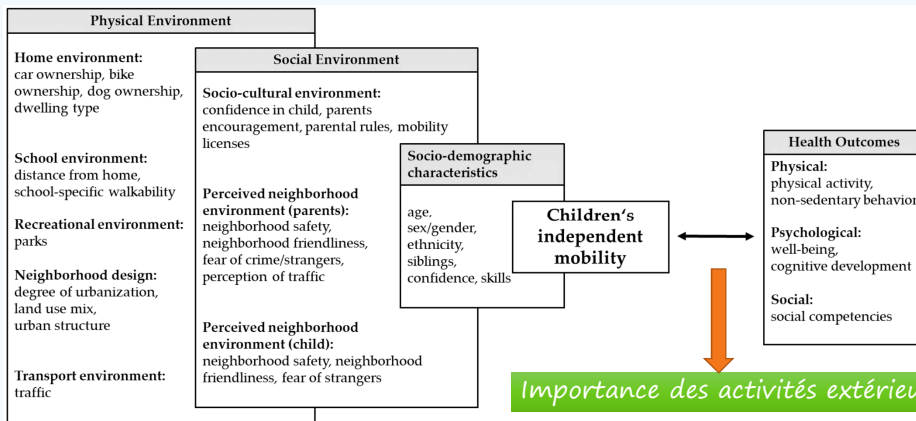 Physical Environment
Home environment:
car ownership, bike
ownership, dog ownership,
dwelling type
School environment:
distance from home,
school-specific walkability
Recreational environment:
parks
Neighborhood design:
degree of urbanization,
land use mix,
urban structure
Transport environment:
traffic
Social Environment
Socio-cultural environment:
confidence in child, parents
encouragement, parental rules, mobility
licenses
Perceived neighborhood
environment (parents):
neighborhood safety,
neighborhood friendliness,
fear of crime/strangers,
perception of traffic
Perceived neighborhood
environment (child):
neighborhood safety, neighborhood
friendliness, fear of strangers
Socio-demographic
characteristics
age,
sex/gender,
ethnicity,
siblings,
confidence, skills
Children‘s
independent
mobility
Health Outcomes
Physical:
physical activity,
non-sedentary behavior
Psychological:
well-being,
cognitive development
Social:
social competencies
Importance des activités